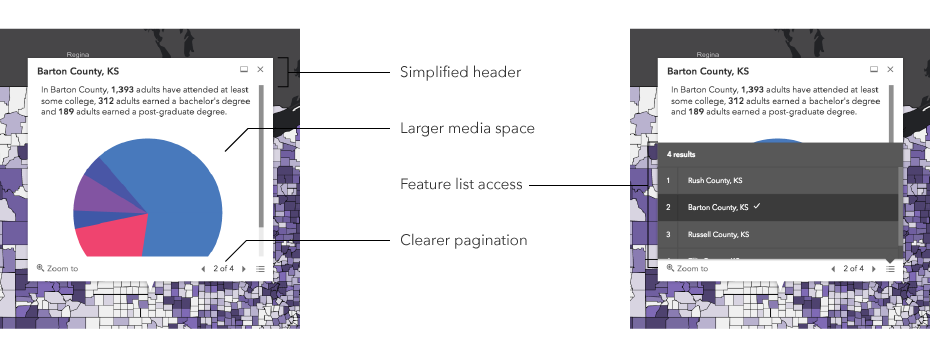 Regina
Barton County, KS
In Barton County, 1,393 adults have attended at least
some college, 312 adults earned a bachelor's degree
and 189 adults earned a post-graduate degree.
Zoom to
2 of 4
Simplified header
Larger media space
Feature list access
Clearer pagination
Regina
Barton County, KS
In Barton County, 1,393 adults have attended at least
some college, 312 adults earned a bachelor's degree
and 189 adults earned a post-graduate degree.
4 results
1 Rush County, KS
2 Barton County, KS
3 Russell County, KS
Zoom to
2 of 4